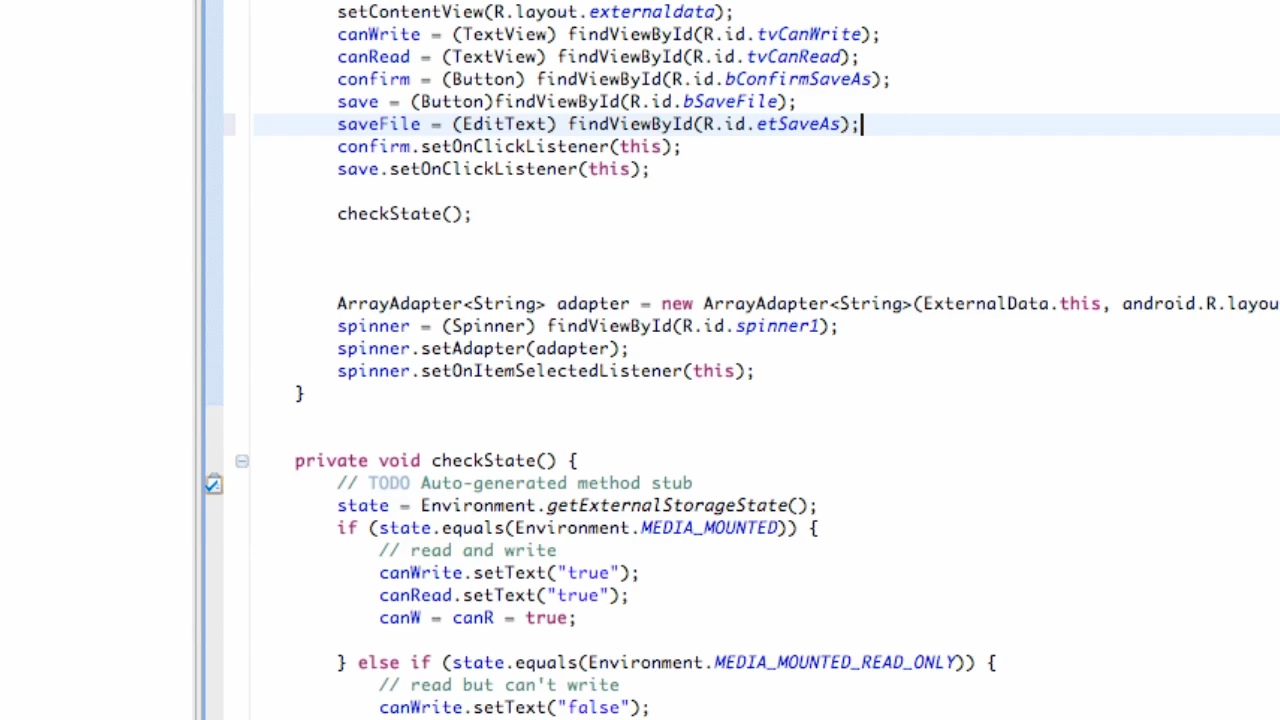 setContentView(R.layout.externaldata);
canWrite = (TextView) findViewById(R.id.tvCanWrite);
canRead = (TextView) findViewById(R.id.tvCanRead);
confirm = (Button) findViewById(R.id.bConfirmSaveAs);
save = (Button)findViewById(R.id.bSaveFile);
saveFile = (EditText) findViewById(R.id.etSaveAs);
confirm.setOnClickListener(this);
save.setOnClickListener(this);
checkState();
ArrayAdapter<String> adapter = new ArrayAdapter<String>(ExternalData.this, android.R.layou
spinner = (Spinner) findViewById(R.id.spinner1);
spinner.setAdapter(adapter);
spinner.setOnItemSelectedListener(this);
}
private void checkState() {
// TODO Auto-generated method stub
state = Environment.getExternalStorageState();
if (state.equals(Environment.MEDIA_MOUNTED)) {
// read and write
canWrite.setText("true");
canRead.setText("true");
canW = canR = true;
} else if (state.equals(Environment.MEDIA_MOUNTED_READ_ONLY)) {
// read but can't write
canWrite.setText("false");